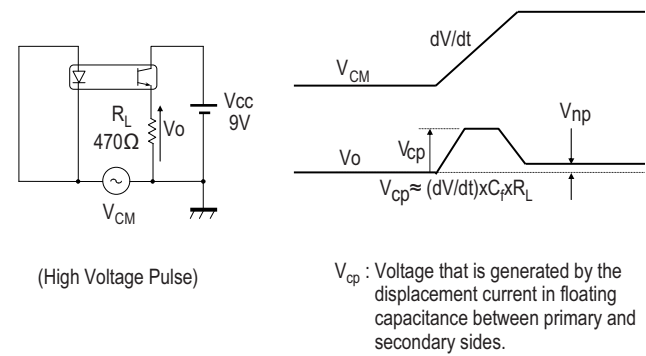 R_L
470Ω
Vo
Vcc
9V
V_CM
(High Voltage Pulse)
dV/dt
V_CM
V_np
V_cp
Vo
V_cp≈ (dV/dt)xC_fxR_L
V_cp : Voltage that is generated by the
displacement current in floating
capacitance between primary and
secondary sides.